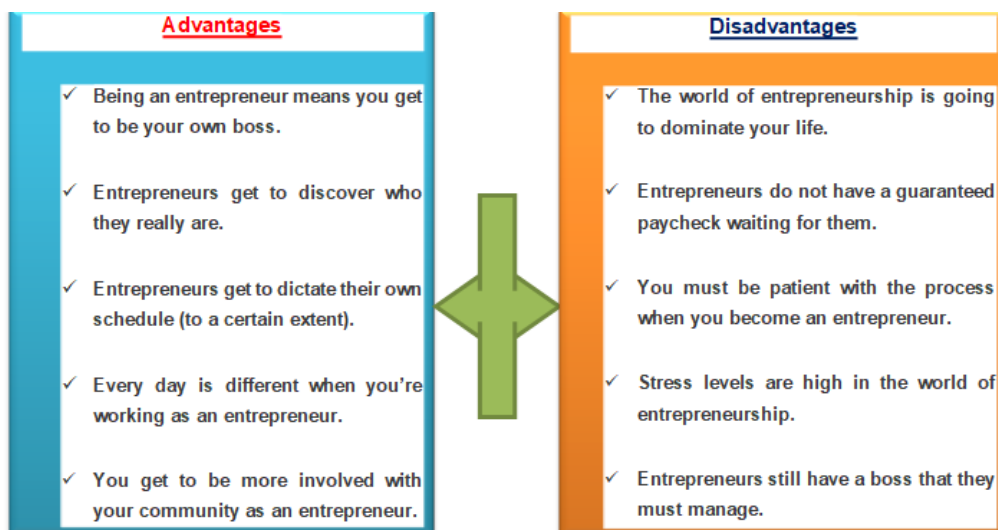 Advantages
✓ Being an entrepreneur means you get
to be your own boss.
✓ Entrepreneurs get to discover who
they really are.
✓ Entrepreneurs get to dictate their own
schedule (to a certain extent).
✓ Every day is different when you’re
working as an entrepreneur.
✓ You get to be more involved with
your community as an entrepreneur.
Disadvantages
✓ The world of entrepreneurship is going
to dominate your life.
✓ Entrepreneurs do not have a guaranteed
paycheck waiting for them.
✓ You must be patient with the process
when you become an entrepreneur.
✓ Stress levels are high in the world of
entrepreneurship.
✓ Entrepreneurs still have a boss that they
must manage.